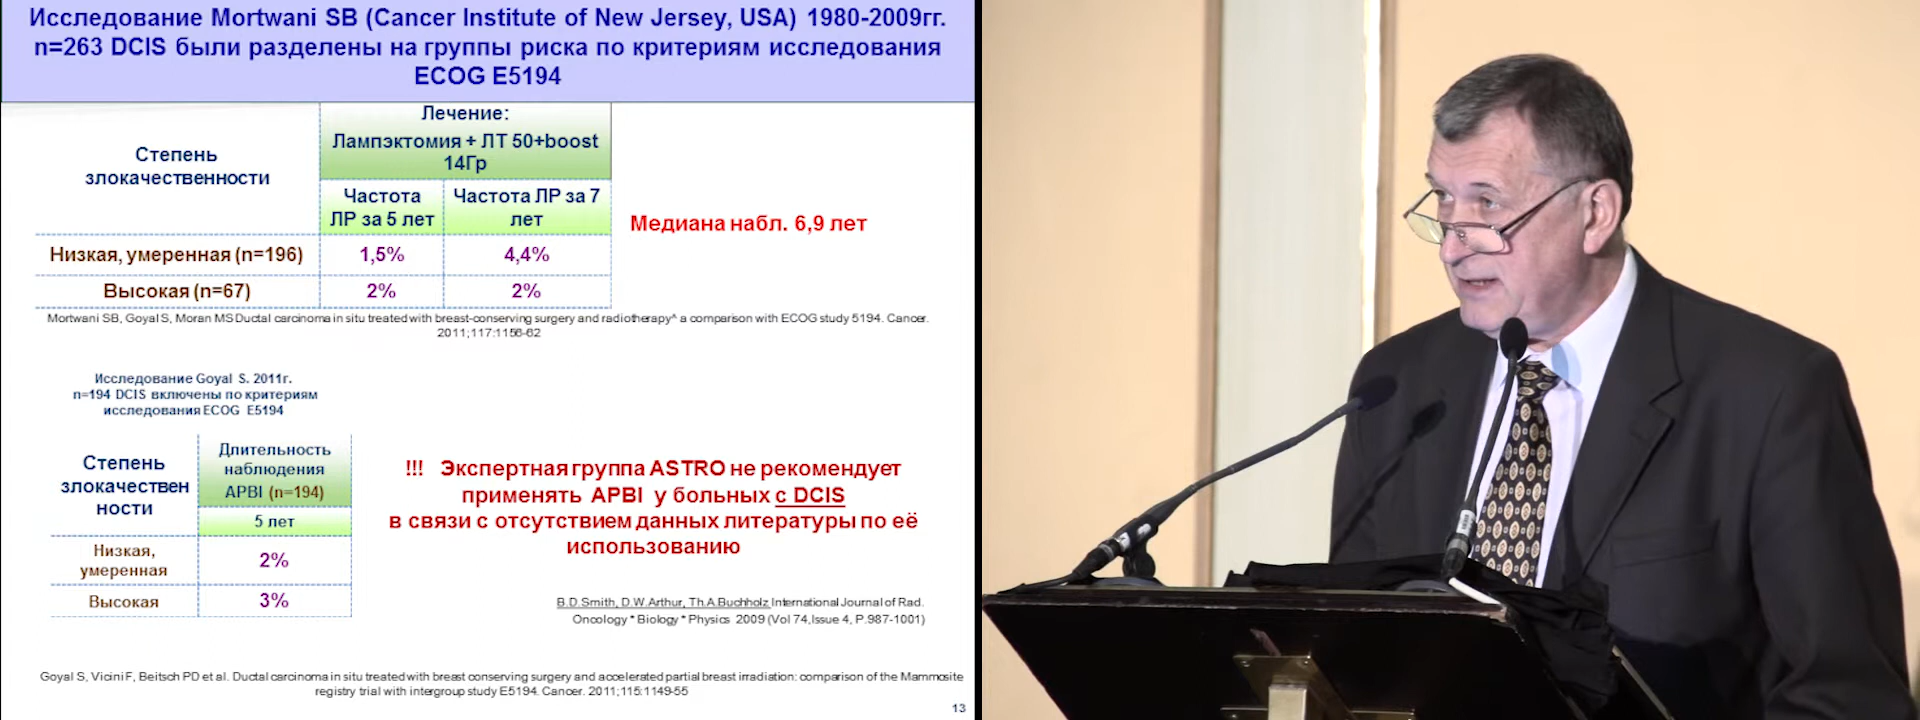 Исследование Mortwani SB (Cancer Institute of New Jersey, USA) 1980-2009гг.
n=263 DCIS были разделены на группы риска по критериям исследования
ECOG E5194
Степень
злокачественности
Лечение:
Лампэктомия + ЛТ 50+boost
14Гр
Частота
ЛР за 5 лет
Частота ЛР за 7
лет
Низкая, умеренная (n=196)
1,5%
4,4%
Высокая (n=67)
2%
2%
Медиана набл. 6,9 лет
Mortwani SB, Goyal S, Moran MS Ductal carcinoma in situ treated with breast-conserving surgery and radiotherapy^ a comparison with ECOG study 5194. Cancer.
2011;117:1156-62
Исследование Goyal S. 2011г.
n=194 DCIS включены по критериям
исследования ECOG E5194
Степень
злокачествен
ности
Длительность
наблюдения
APBI (n=194)
5 лет
Низкая,
умеренная
2%
Высокая
3%
!!! Экспертная группа ASTRO не рекомендует
применять APBI у больных с DCIS
в связи с отсутствием данных литературы по её
использованию
B.D.Smith, D.W.Arthur, Th.A.Buchholz International Journal of Rad.
Oncology * Biology * Physics 2009 (Vol 74,Issue 4, P.987-1001)
Goyal S, Vicini F, Beitsch PD et al. Ductal carcinoma in situ treated with breast conserving surgery and accelerated partial breast irradiation: comparison of the Mammosite
registry trial with intergroup study E5194. Cancer. 2011;115:1149-55
13